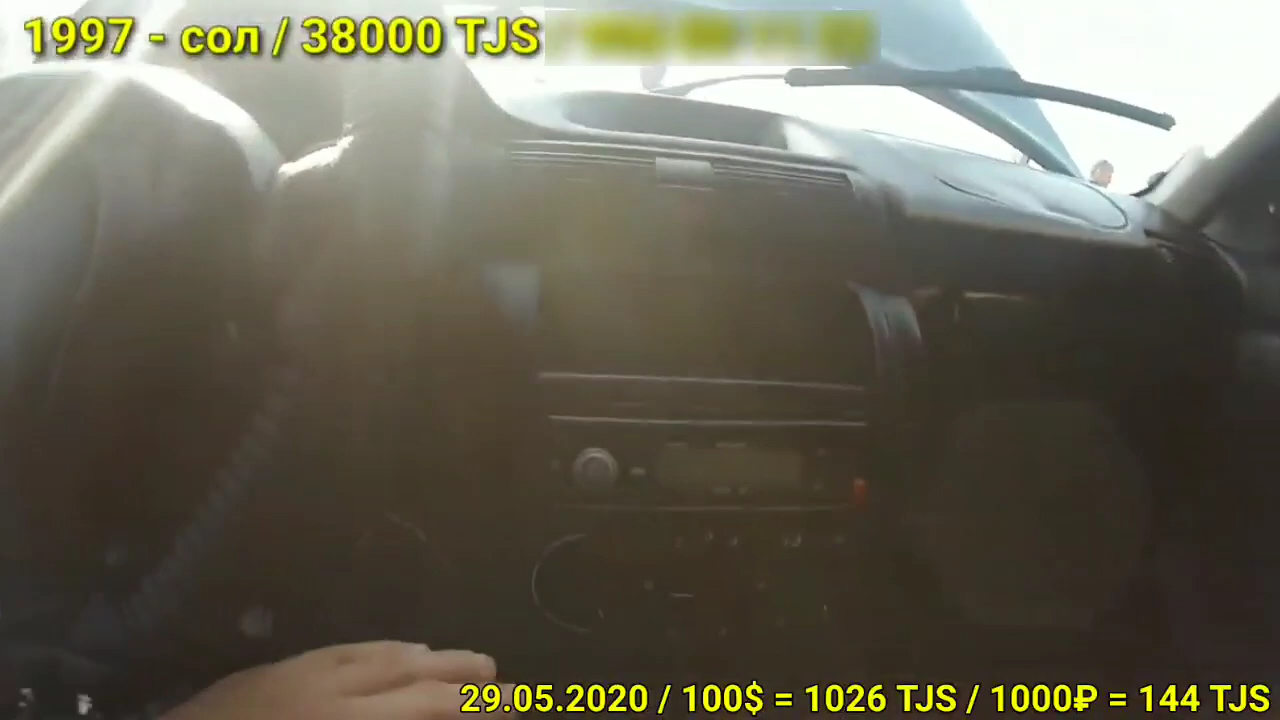 1997 - сол / 38000 TJS
29.05.2020 / 100$ = 1026 TJS / 1000₽ = 144 TJS